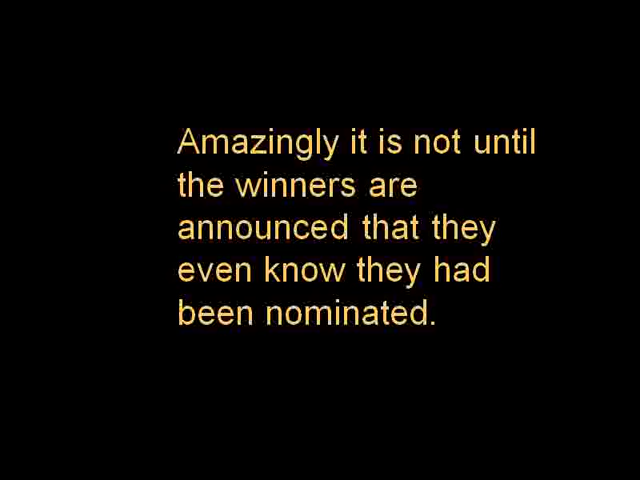 Amazingly it is not until
the winners are
announced that they
even know they had
been nominated.